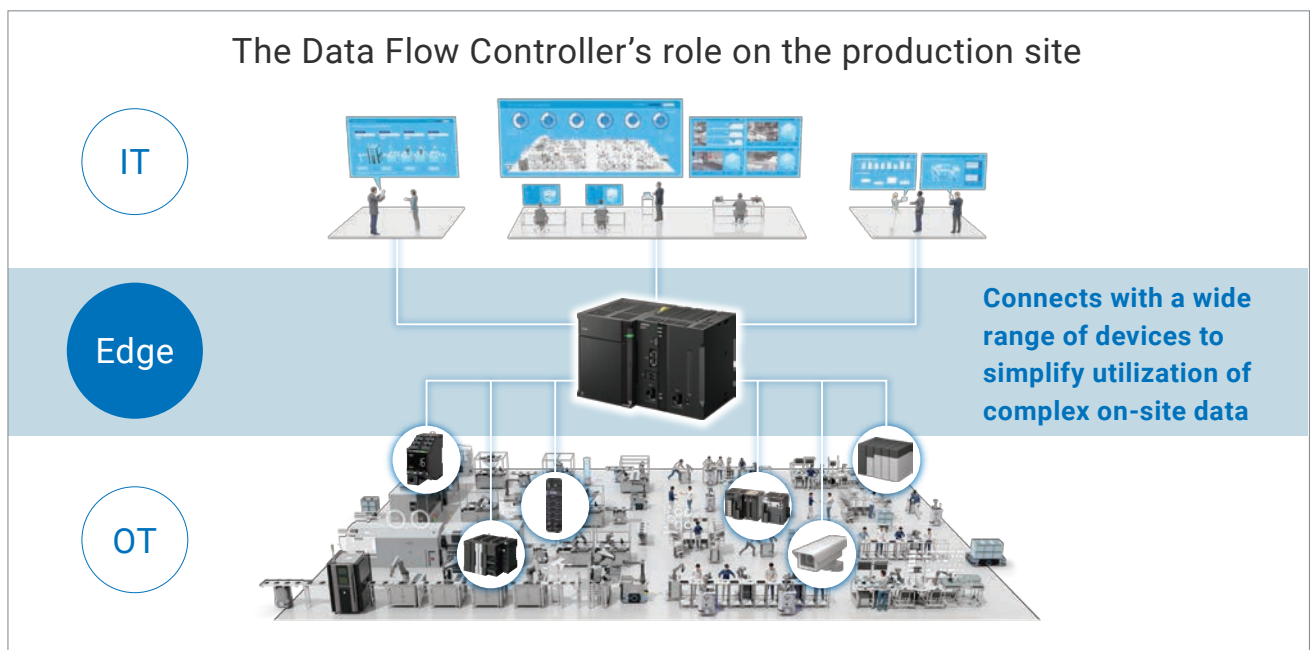 The Data Flow Controller’s role on the production site
IT
Edge
Connects with a wide
range of devices to
simplify utilization of
complex on-site data
OT